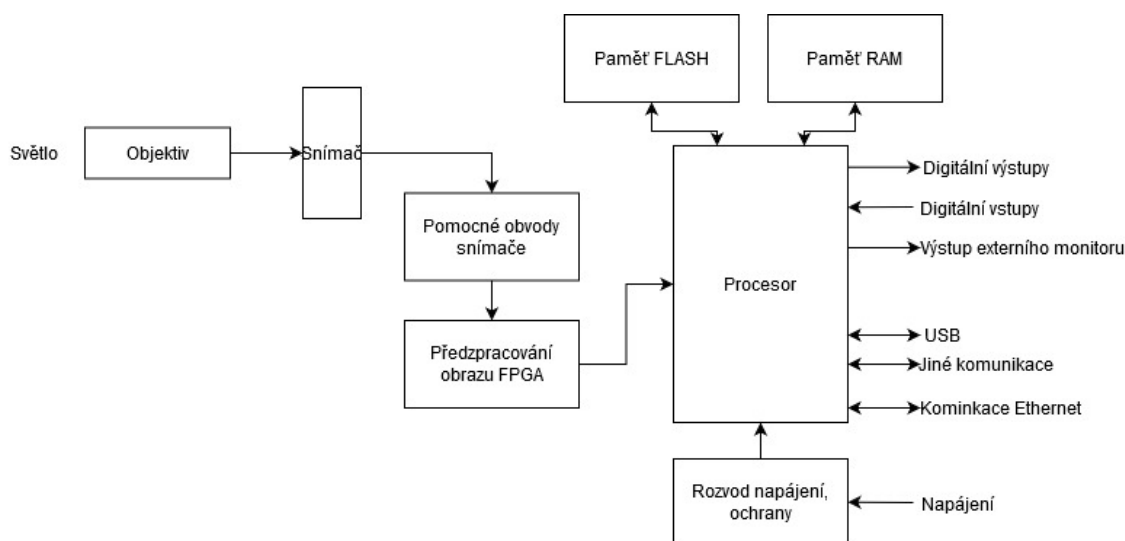 Paměť FLASH
Paměť RAM
Světlo
Objektiv
Snímač
Pomocné obvody
snímače
Předzpracování
obrazu FPGA
Procesor
Digitální výstupy
Digitální vstupy
Výstup externího monitoru
USB
Jiné komunikace
Kominkace Ethernet
Rozvod napájení,
ochrany
Napájení